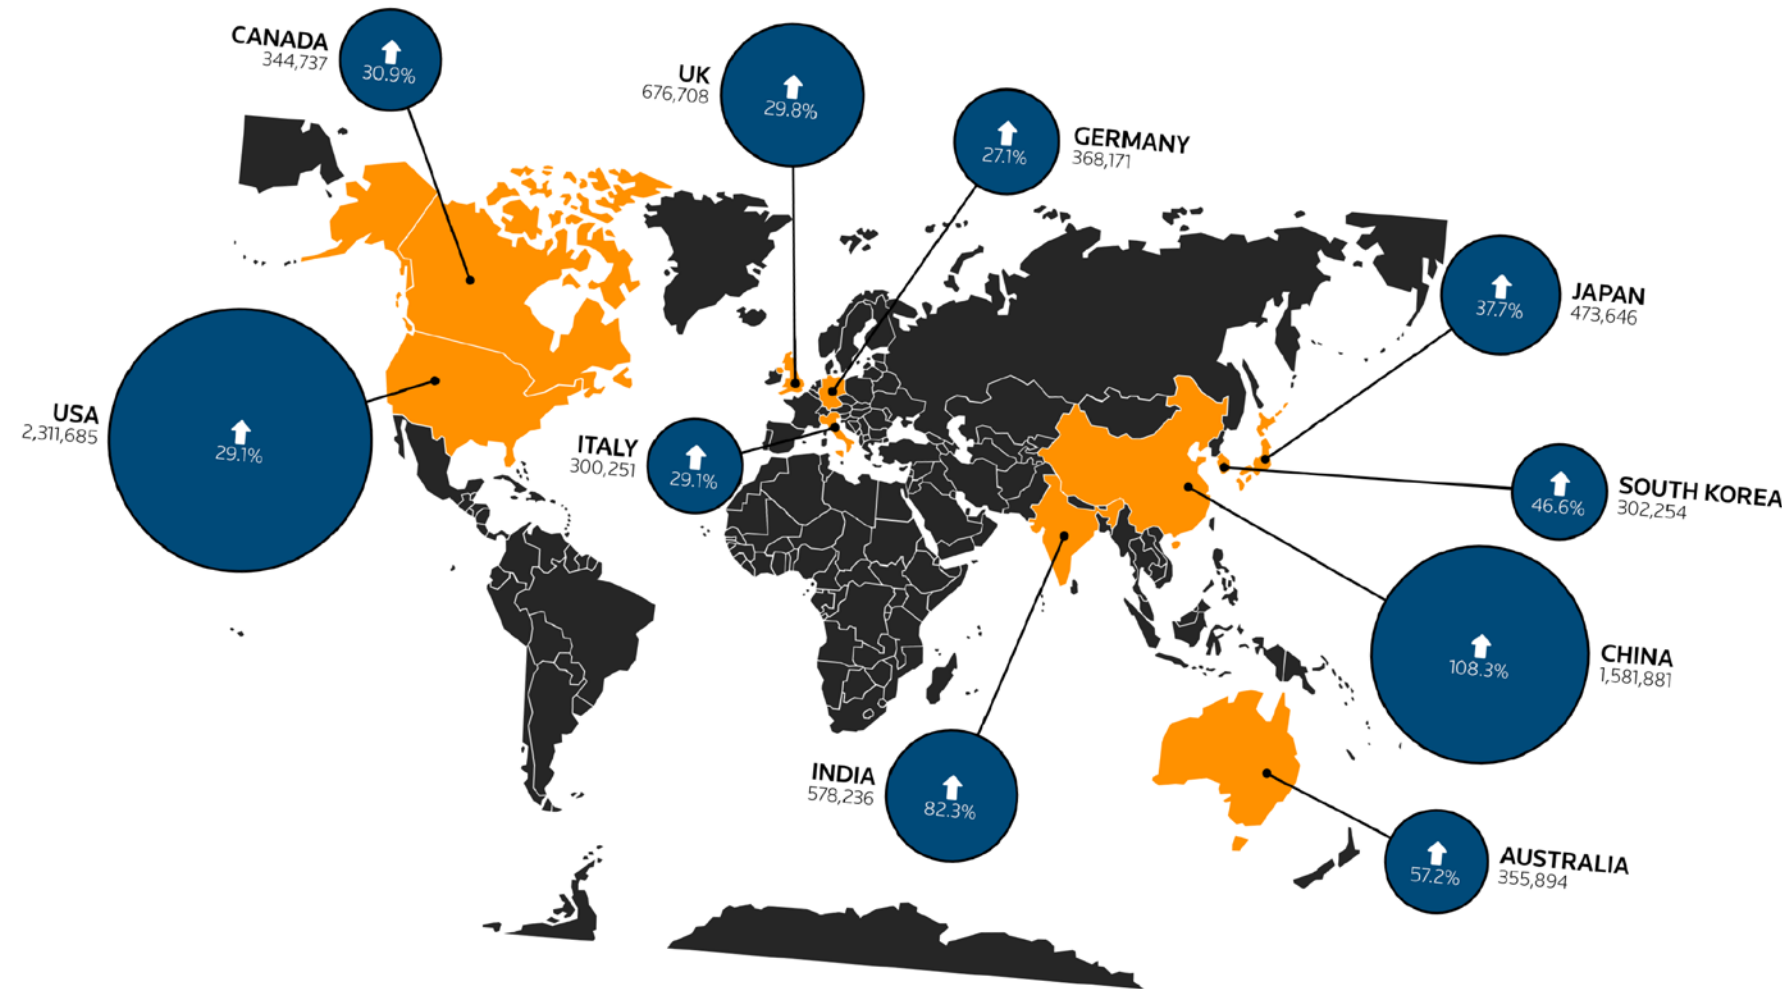 CANADA
344,737
30.9%
UK
676,708
29.8%
GERMANY
368,171
27.1%
JAPAN
473,646
37.7%
USA
2,311,685
29.1%
ITALY
300,251
29.1%
SOUTH KOREA
302,254
46.6%
CHINA
1,581,881
108.3%
INDIA
578,236
82.3%
AUSTRALIA
355,894
57.2%